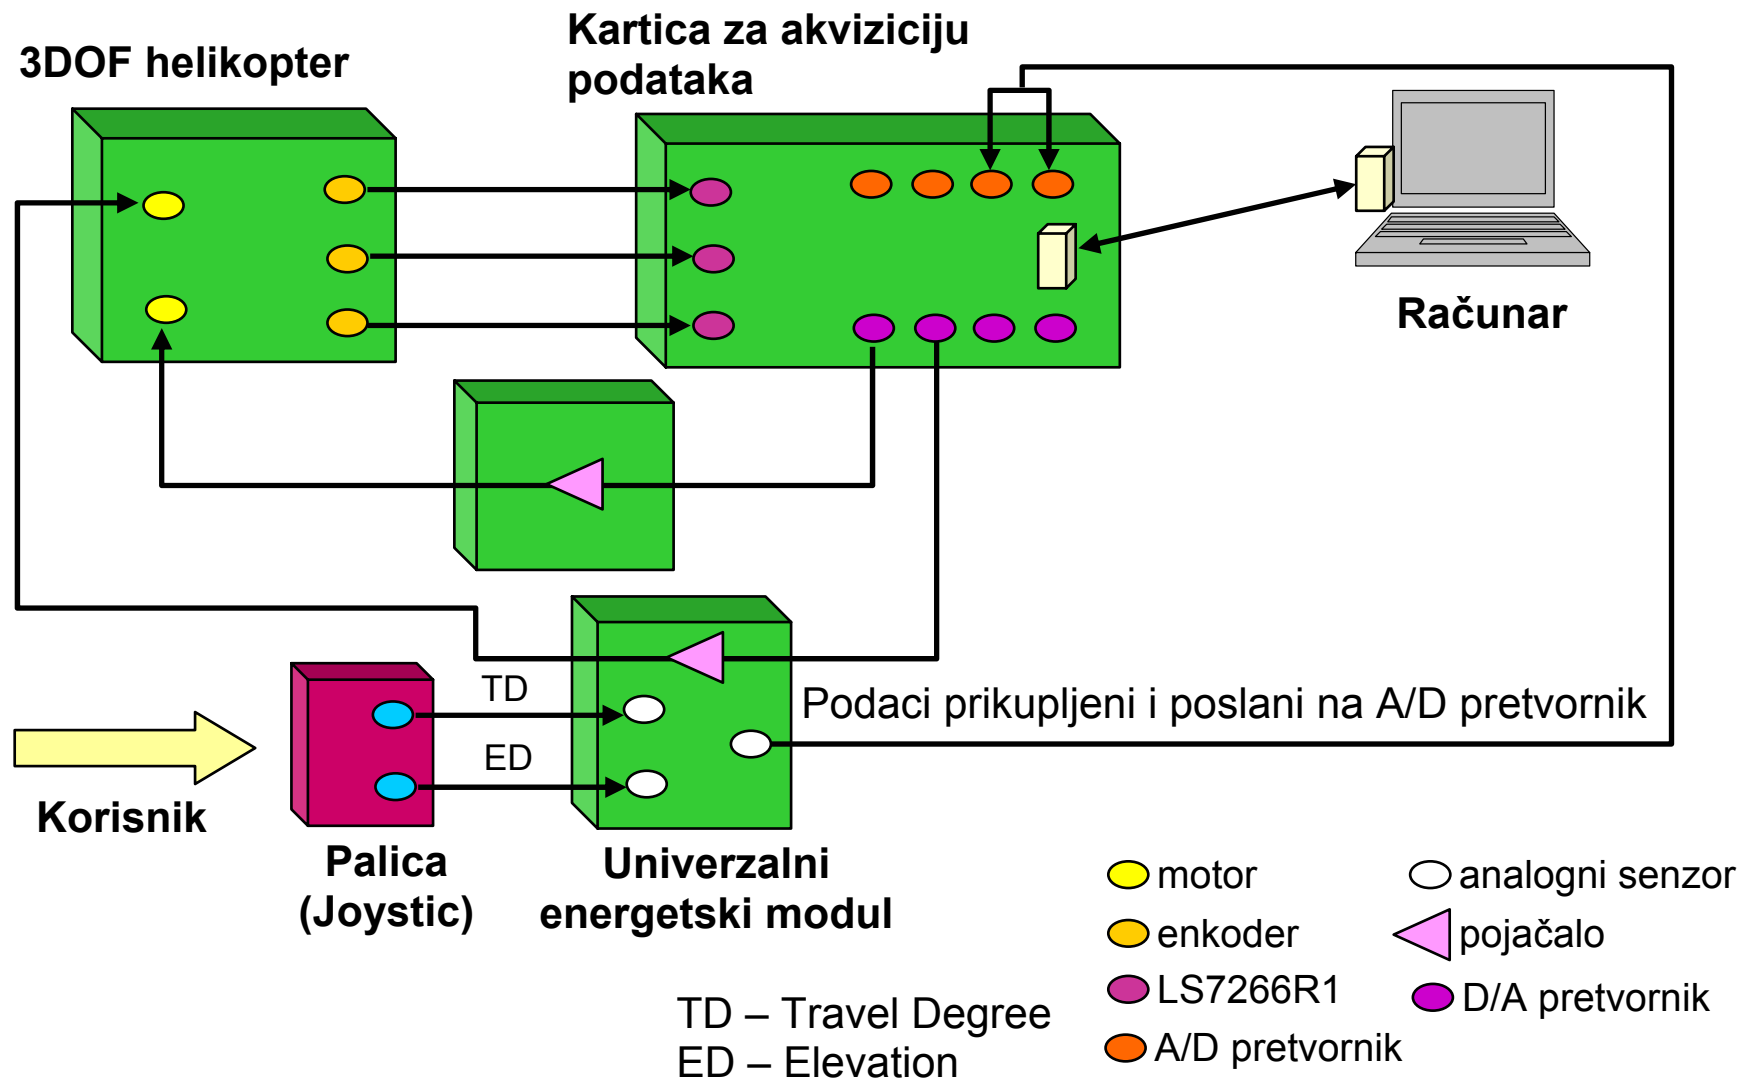 3DOF helikopter
Kartica za akviziciju
podataka
Računar
TD
ED
Podaci prikupljeni i poslani na A/D pretvornik
Korisnik
Palica
(Joystic)
Univerzalni
energetski modul
motor
enkoder
LS7266R1
A/D pretvornik
analogni senzor
pojačalo
D/A pretvornik
TD – Travel Degree
ED – Elevation